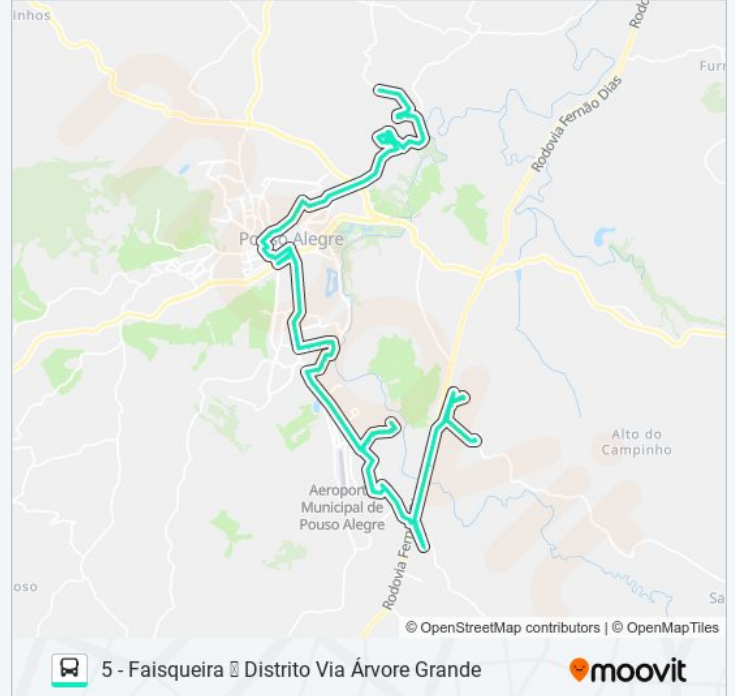 inhos
Rodo
Furr
Rodovia Fernão Dias
Pouso Alegre
Alto do
Campinho
Aeroporto
Municipal de
Pouso Alegre
Rodovia Fern
oso
Sa
© OpenStreetMap contributors | © OpenMapTiles
5 - Faisqueira Distrito Via Árvore Grande
moovit